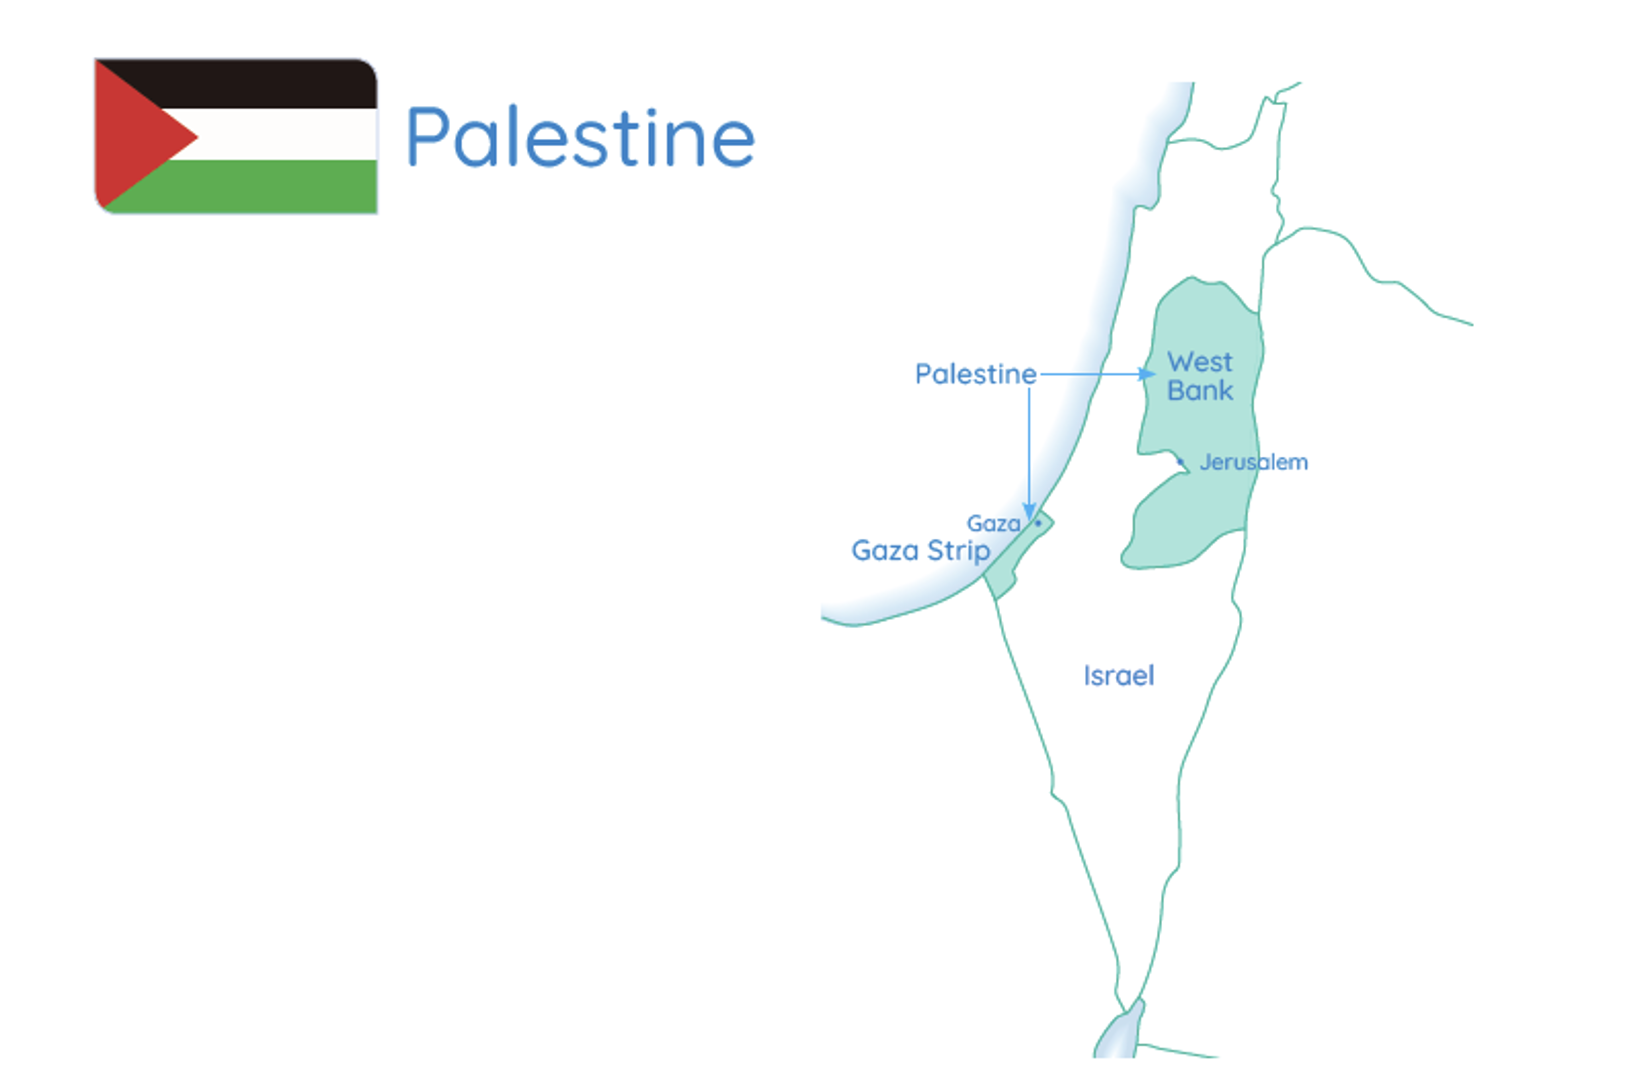 Palestine
Palestine
West
Bank
Jerusalem
Gaza
Gaza Strip
Israel